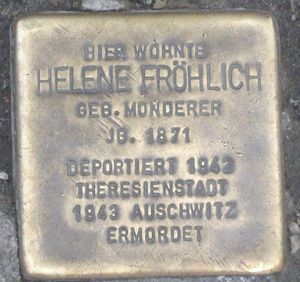 HIER WOHNTE
HELENE FRÖHLICH
GEB. MONDERER
JG. 1871
DEPORTIERT 1942
THERESIENSTADT
1943 AUSCHWITZ
ERMORDET